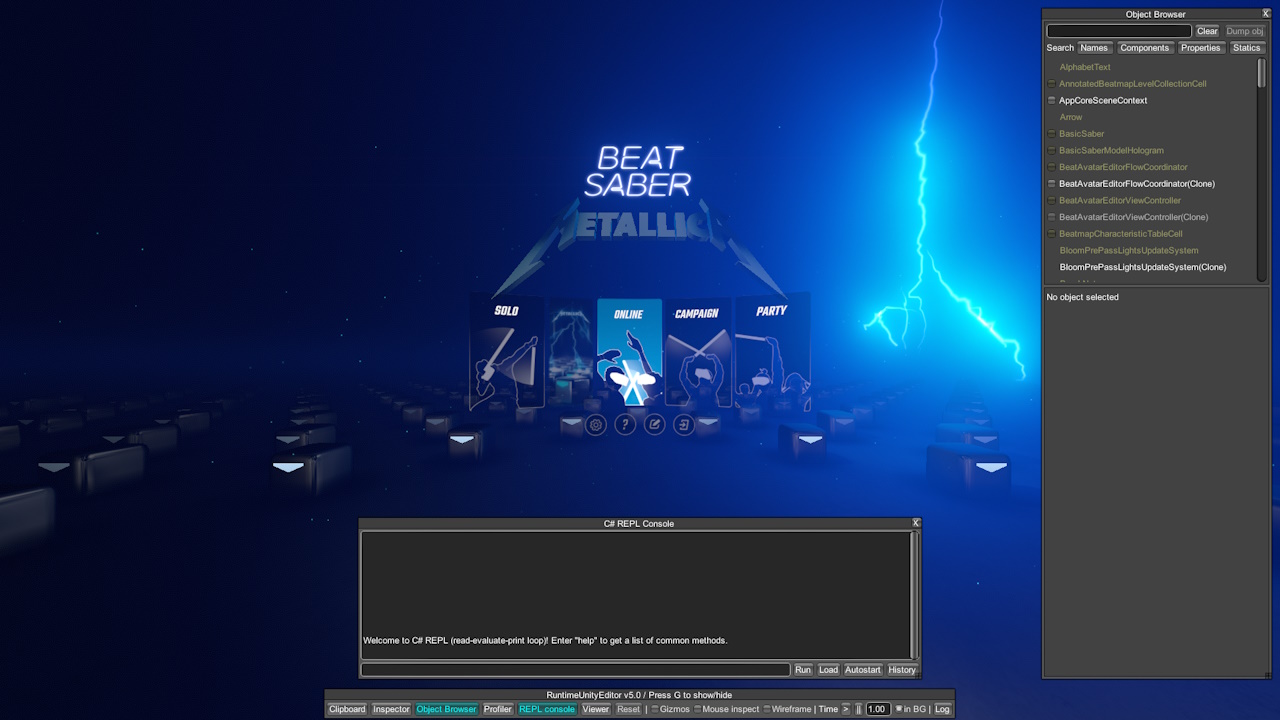 Object Browser
X
Clear
Dump obj
Search
Names
Components
Properties
Statics
AlphabetText
AnnotatedBeatmapLevelCollectionCell
AppCoreSceneContext
Arrow
BasicSaber
BasicSaberModelHologram
BeatAvatarEditorFlowCoordinator
BeatAvatarEditorFlowCoordinator(Clone)
BeatAvatarEditorViewController
BeatAvatarEditorViewController(Clone)
BeatmapCharacteristicTableCell
BloomPrePassLightsUpdateSystem
BloomPrePassLightsUpdateSystem(Clone)
No object selected
BEAT
SABER
METALLICA
SOLO
ONLINE
CAMPAIGN
PARTY
?
C# REPL Console
X
Welcome to C# REPL (read-evaluate-print loop)! Enter "help" to get a list of common methods.
Run
Load
Autostart
History
RuntimeUnityEditor v5.0 / Press G to show/hide
Clipboard
Inspector
Object Browser
Profiler
REPL console
Viewer
Reset
|
Gizmos
Mouse inspect
Wireframe
| Time
>
||
1.00
in BG |
Log